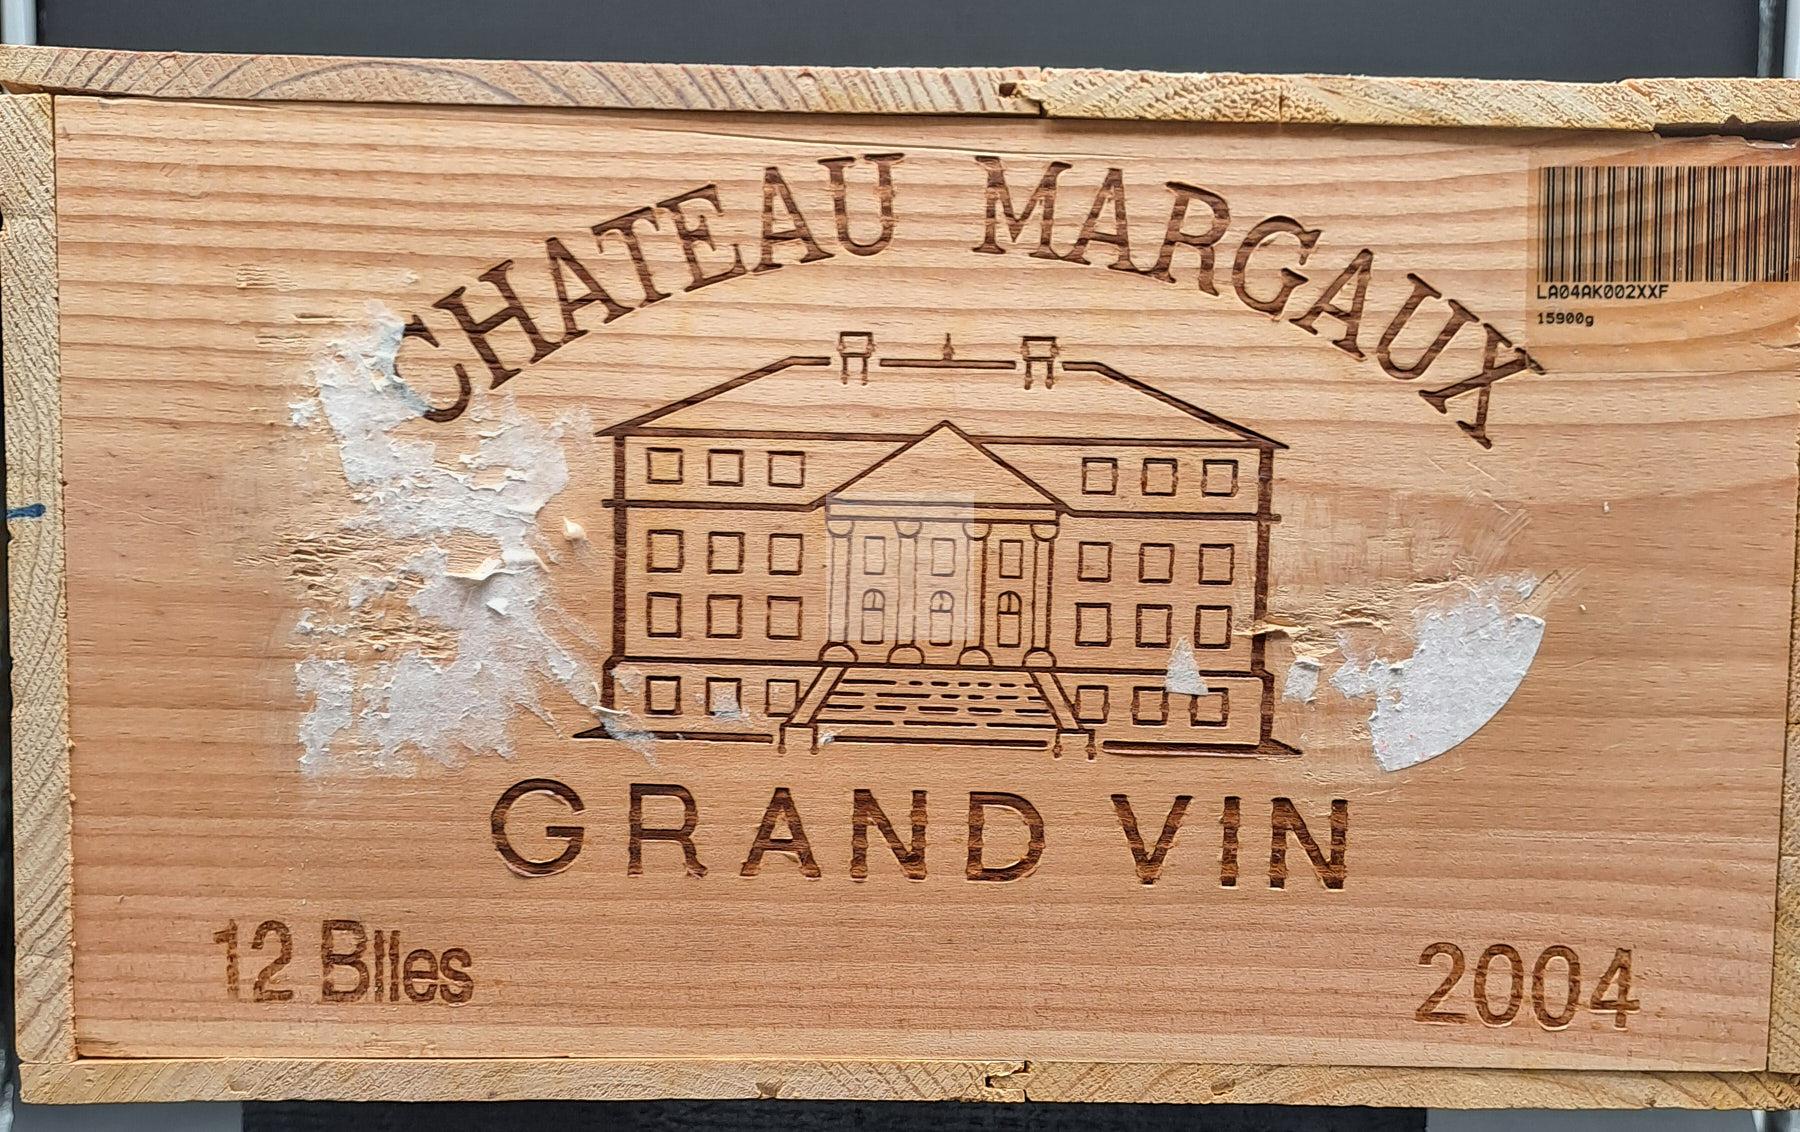 CHATEAU MARGAUX
LA04AK002XXF
15900g
GRAND VIN
12 Blles
2004